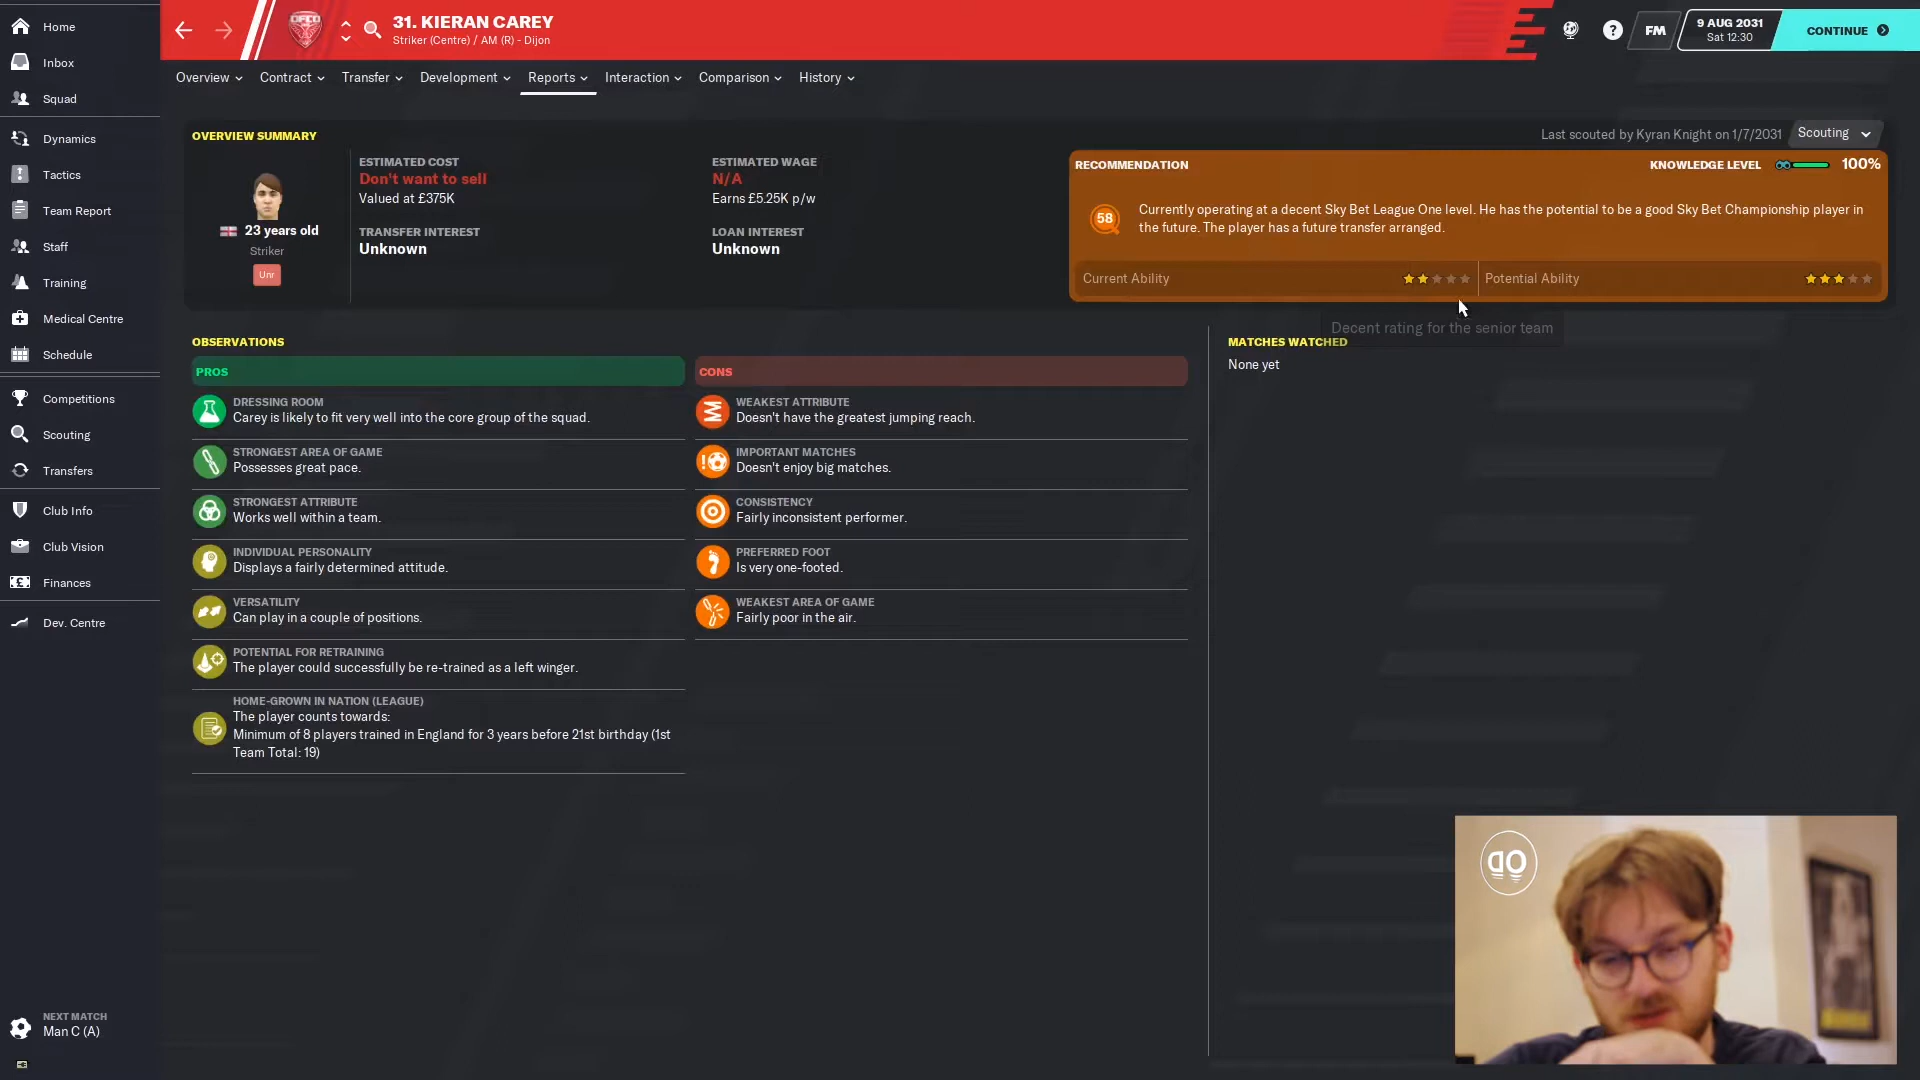 Home
Inbox
Squad
Dynamics
Tactics
Team Report
Staff
Training
Medical Centre
Schedule
Competitions
Scouting
Transfers
Club Info
Club Vision
Finances
Dev. Centre
NEXT MATCH
Man C (A)
31. KIERAN CAREY
Striker (Centre) / AM (R) - Dijon
FM
9 AUG 2031
Sat 12:30
CONTINUE
Overview Contract Transfer Development Reports Interaction Comparison History
OVERVIEW SUMMARY
Last scouted by Kyran Knight on 1/7/2031
Scouting
23 years old
Striker
Unr
ESTIMATED COST
Don't want to sell
Valued at £375K
TRANSFER INTEREST
Unknown
ESTIMATED WAGE
N/A
Earns £5.25K p/w
LOAN INTEREST
Unknown
RECOMMENDATION
KNOWLEDGE LEVEL 100%
58
Currently operating at a decent Sky Bet League One level. He has the potential to be a good Sky Bet Championship player in
the future. The player has a future transfer arranged.
Current Ability
Potential Ability
Decent rating for the senior team
OBSERVATIONS
PROS
DRESSING ROOM
Carey is likely to fit very well into the core group of the squad.
STRONGEST AREA OF GAME
Possesses great pace.
STRONGEST ATTRIBUTE
Works well within a team.
INDIVIDUAL PERSONALITY
Displays a fairly determined attitude.
VERSATILITY
Can play in a couple of positions.
POTENTIAL FOR RETRAINING
The player could successfully be re-trained as a left winger.
HOME-GROWN IN NATION (LEAGUE)
The player counts towards:
Minimum of 8 players trained in England for 3 years before 21st birthday (1st
Team Total: 19)
CONS
WEAKEST ATTRIBUTE
Doesn't have the greatest jumping reach.
IMPORTANT MATCHES
Doesn't enjoy big matches.
CONSISTENCY
Fairly inconsistent performer.
PREFERRED FOOT
Is very one-footed.
WEAKEST AREA OF GAME
Fairly poor in the air.
MATCHES WATCHED
None yet